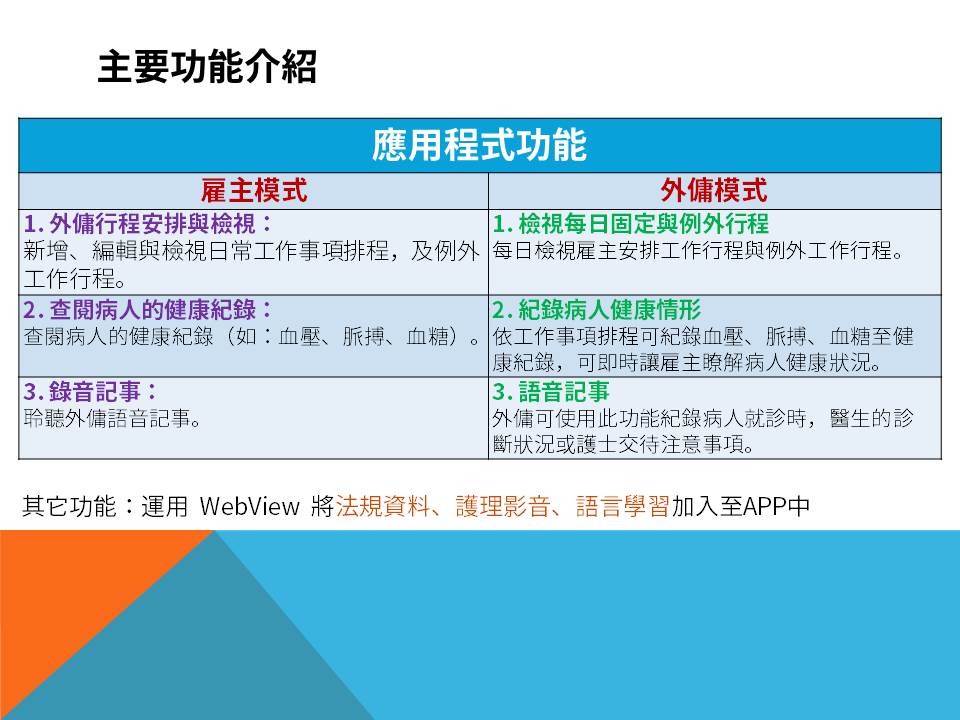 主要功能介紹
應用程式功能
雇主模式
外傭模式
1. 外傭行程安排與檢視：
新增、編輯與檢視日常工作事項排程，及例外
工作行程。
1. 檢視每日固定與例外行程
每日檢視雇主安排工作行程與例外工作行程。
2. 查閱病人的健康紀錄：
查閱病人的健康紀錄（如：血壓、脈搏、血糖）。
2. 紀錄病人健康情形
依工作事項排程可紀錄血壓、脈搏、血糖至健
康紀錄，可即時讓雇主瞭解病人健康狀況。
3. 錄音記事：
聆聽外傭語音記事。
3. 語音記事
外傭可使用此功能紀錄病人就診時，醫生的診
斷狀況或護士交待注意事項。
其它功能：運用 WebView 將法規資料、護理影音、語言學習加入至APP中